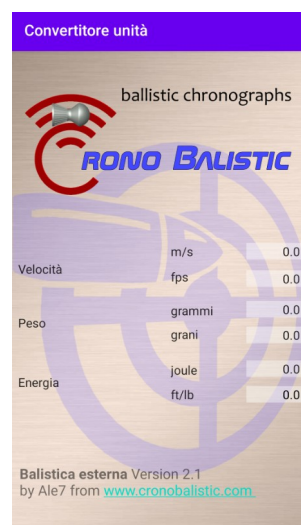 Convertitore unità
ballistic chronographs
CRONO BALISTIC
m/s 0.0
Velocità
fps 0.0
grammi 0.0
Peso
grani 0.0
joule 0.0
Energia
ft/lb 0.0
Balistica esterna Version 2.1
by Ale7 from www.cronobalistic.com